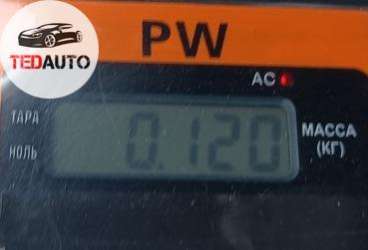 TEDAUTO
PW
AC
ТАРА
НОЛЬ
0.120
МАССА
(КГ)